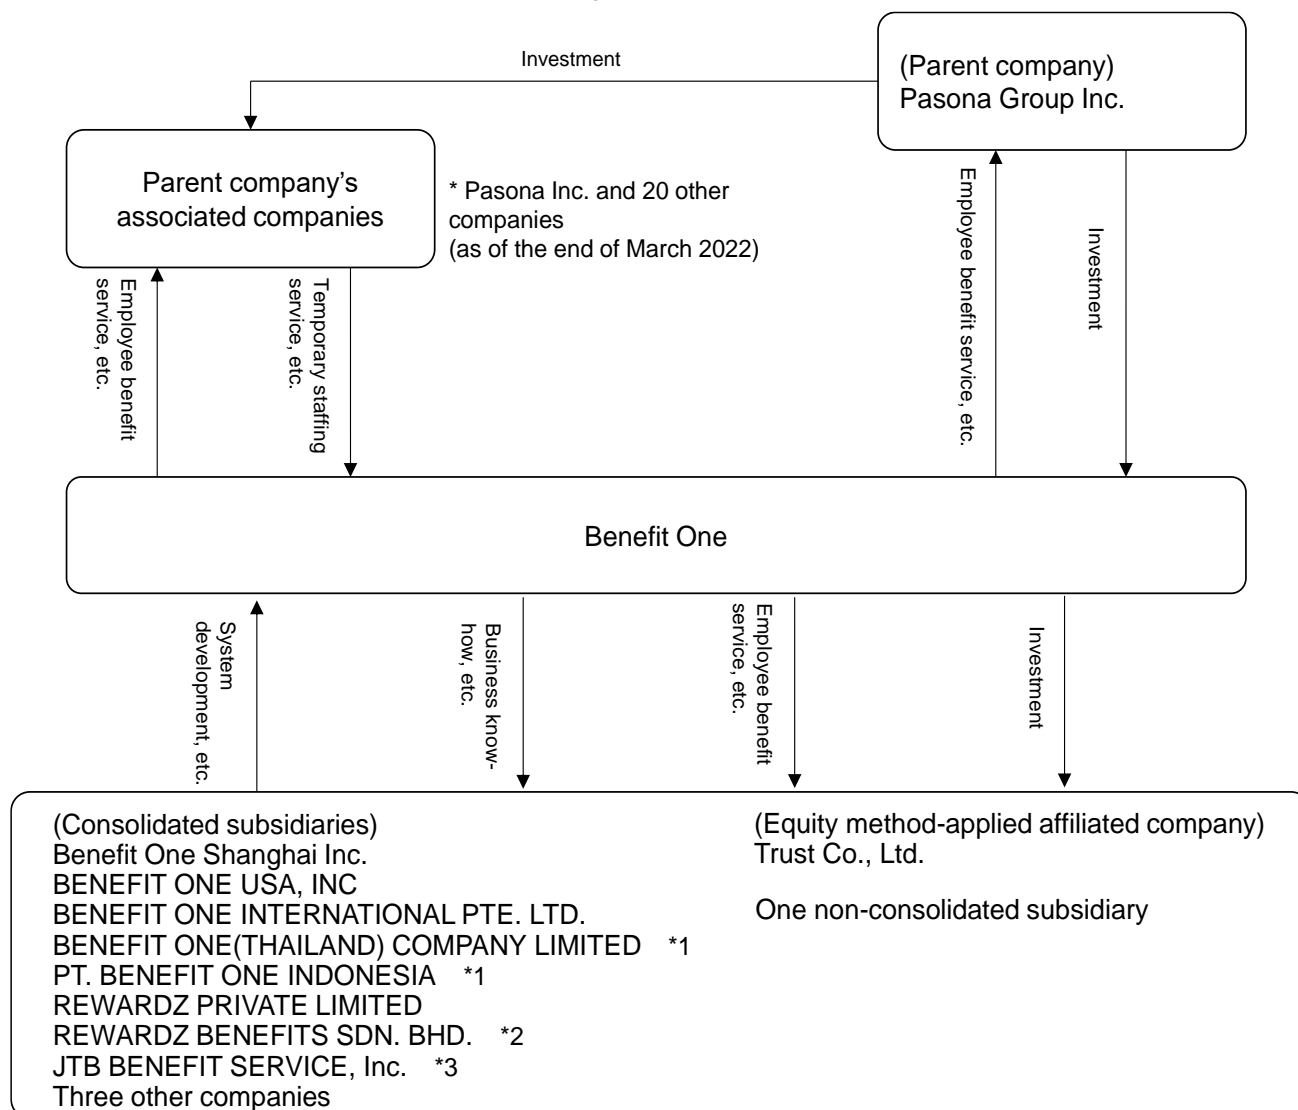 Investment
(Parent company)
Pasona Group Inc.
Parent company's
associated companies
* Pasona Inc. and 20 other
companies
(as of the end of March 2022)
Employee benefit
service, etc.
Temporary staffing
service, etc.
Employee benefit service, etc.
Investment
Benefit One
System
development, etc.
Business know-
how, etc.
Employee benefit
service, etc.
Investment
(Consolidated subsidiaries)
Benefit One Shanghai Inc.
BENEFIT ONE USA, INC
BENEFIT ONE INTERNATIONAL PTE. LTD.
BENEFIT ONE(THAILAND) COMPANY LIMITED *1
PT. BENEFIT ONE INDONESIA *1
REWARDZ PRIVATE LIMITED
REWARDZ BENEFITS SDN. BHD. *2
JTB BENEFIT SERVICE, Inc. *3
Three other companies
(Equity method-applied affiliated company)
Trust Co., Ltd.
One non-consolidated subsidiary